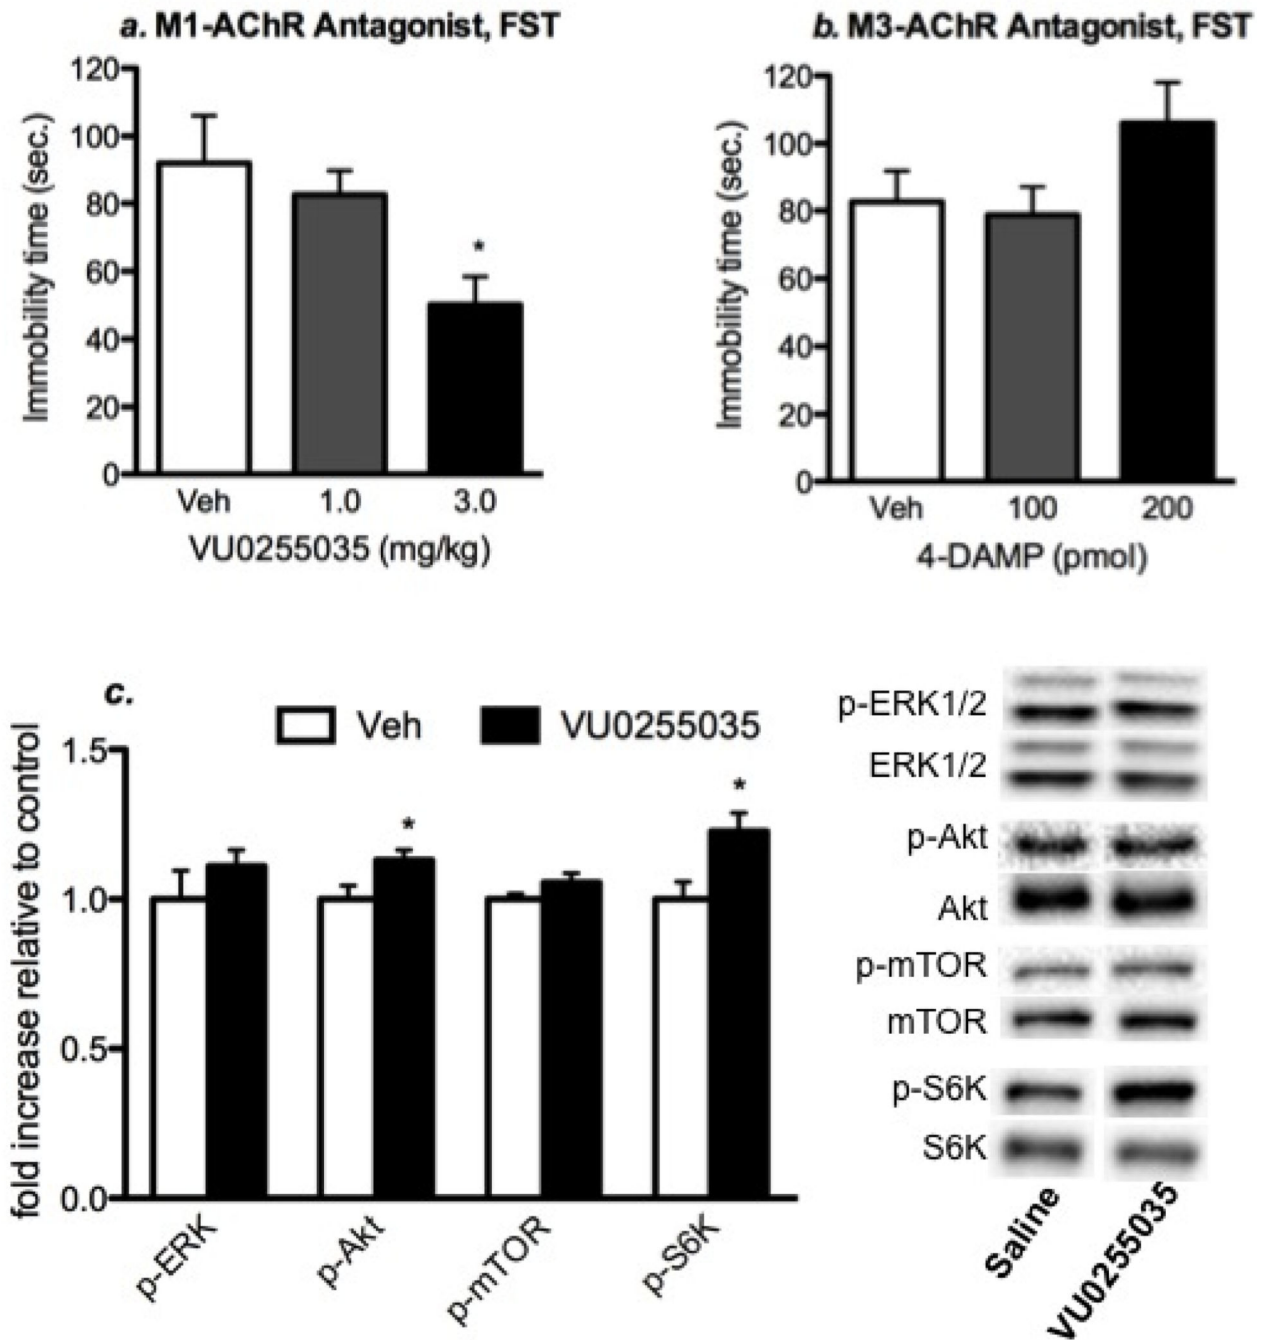 a. M1-AChR Antagonist, FST
Immobility time (sec.)
120
100
80
60
40
20
0
*
Veh 1.0 3.0
VU0255035 (mg/kg)
b. M3-AChR Antagonist, FST
Immobility time (sec.)
120
100
80
60
40
20
0
Veh 100 200
4-DAMP (pmol)
c.
Veh VU0255035
fold increase relative to control
1.5
1.0
0.5
0.0
*
*
p-ERK p-Akt p-mTOR p-S6K
p-ERK1/2
ERK1/2
p-Akt
Akt
p-mTOR
mTOR
p-S6K
S6K
Saline VU0255035